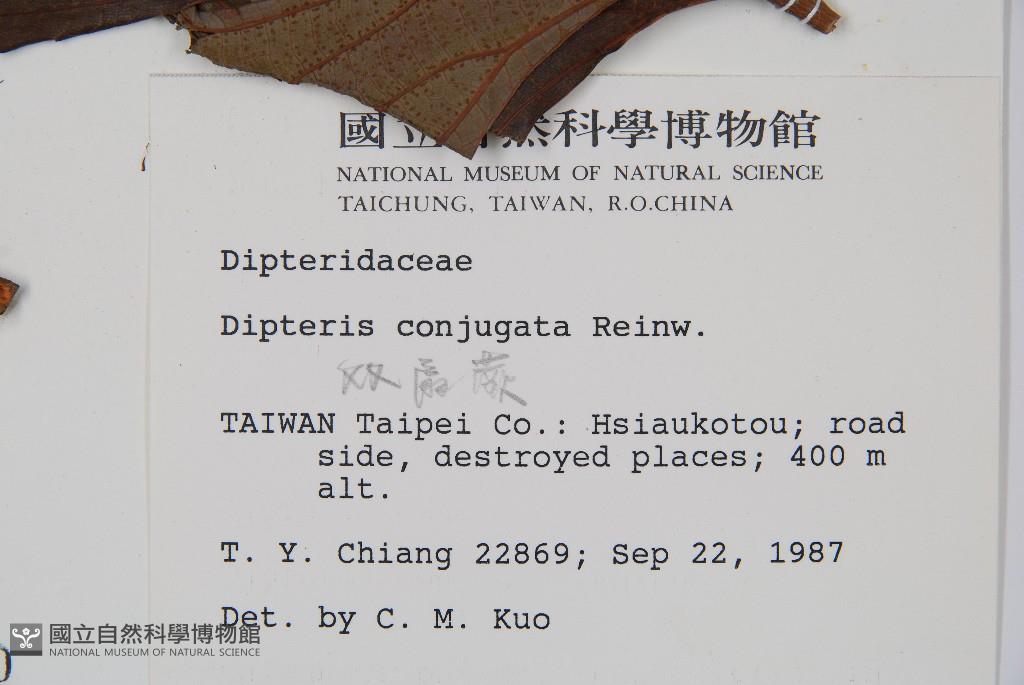 國立自然科學博物館
NATIONAL MUSEUM OF NATURAL SCIENCE
TAICHUNG, TAIWAN, R.O.CHINA
Dipteridaceae
Dipteris conjugata Reinw.
双扇蕨
TAIWAN Taipei Co.: Hsiaukotou; road
side, destroyed places; 400 m
alt.
T. Y. Chiang 22869; Sep 22, 1987
Det. by C. M. Kuo
國立自然科學博物館
NATIONAL MUSEUM OF NATURAL SCIENCE